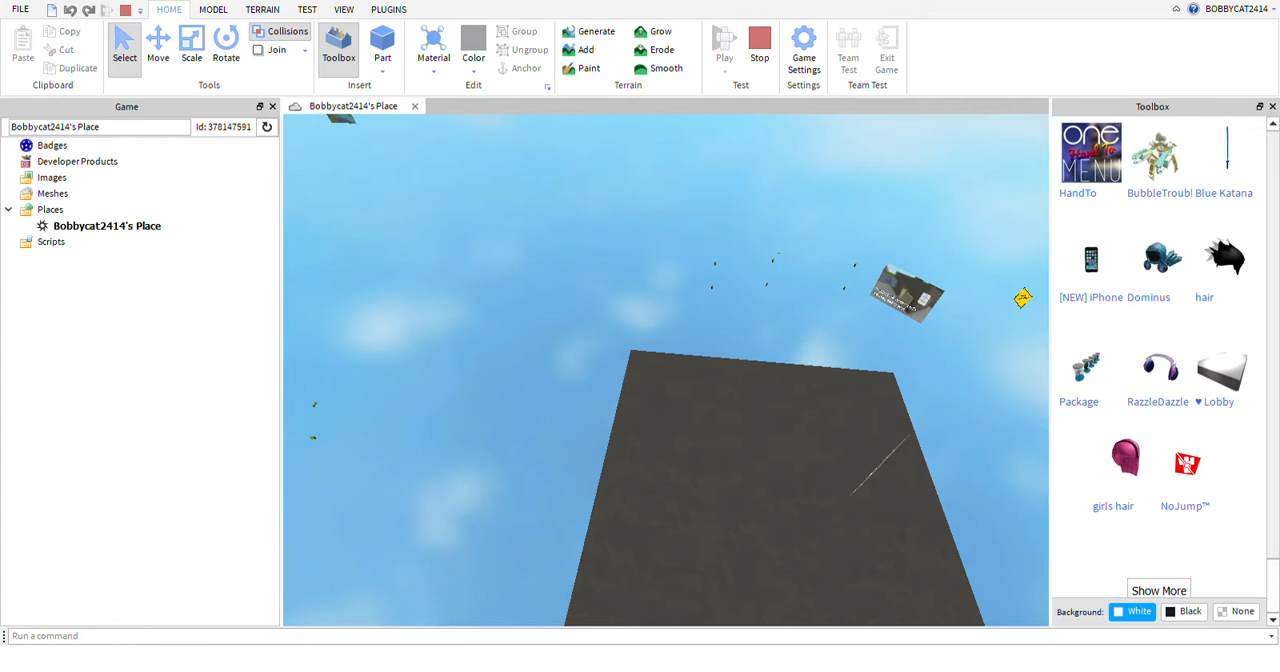 FILE HOME MODEL TERRAIN TEST VIEW PLUGINS BOBBYCAT2414
Paste Copy Cut Duplicate Clipboard
Select Move Scale Rotate Collisions Join Tools
Toolbox Part Insert
Material Color Group Ungroup Anchor Edit
Generate Add Paint Grow Erode Smooth Terrain
Play Stop Test
Game Settings Settings
Team Test Exit Game Team Test
Game
Bobbycat2414's Place Id: 378147591
Badges
Developer Products
Images
Meshes
Places
Bobbycat2414's Place
Scripts
Bobbycat2414's Place
Toolbox
ONE
Hand To
MENU
HandTo BubbleTroubl Blue Katana
[NEW] iPhone Dominus hair
Package RazzleDazzle ♥ Lobby
girls hair NoJump™
Show More
Background: White Black None
Run a command